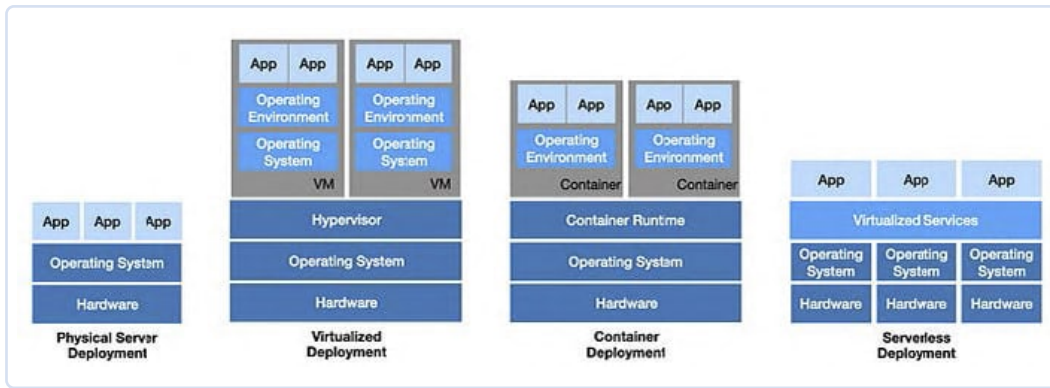 App App App
Operating System
Hardware
Physical Server
Deployment
App App App App
Operating Operating
Environment Environment
Operating Operating
System System
VM VM
Hypervisor
Operating System
Hardware
Virtualized
Deployment
App App App App
Operating Operating
Environment Environment
Container Container
Container Runtime
Operating System
Hardware
Container
Deployment
App App App
Virtualized Services
Operating Operating Operating
System System System
Hardware Hardware Hardware
Serverless
Deployment